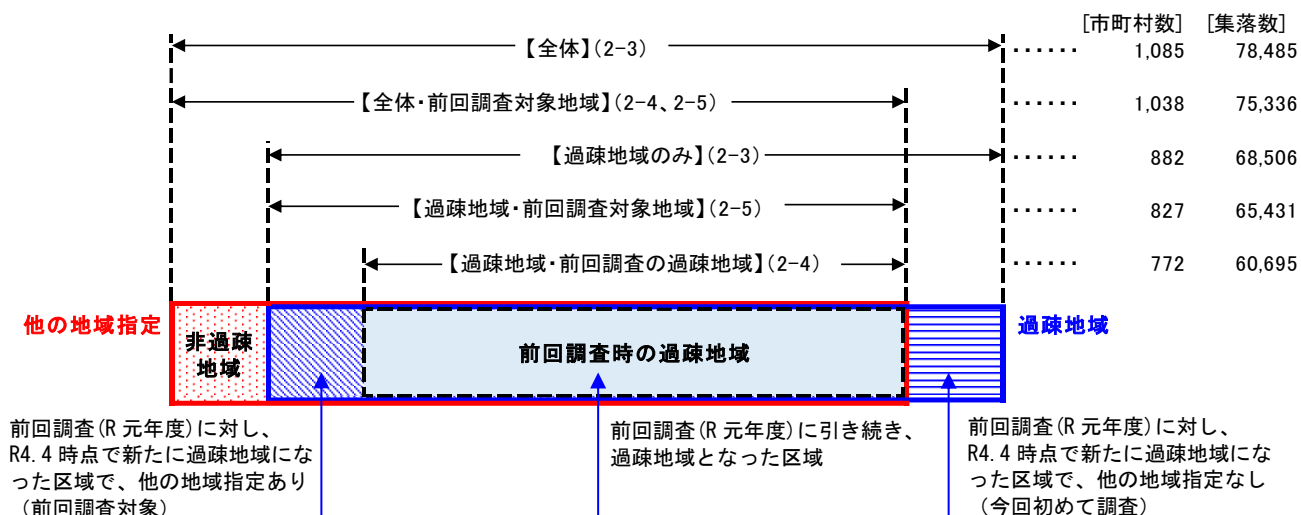 [市町村数] [集落数]
【全体】(2-3) ······ 1,085 78,485
【全体・前回調査対象地域】(2-4、2-5) ······ 1,038 75,336
【過疎地域のみ】(2-3) ······ 882 68,506
【過疎地域・前回調査対象地域】(2-5) ······ 827 65,431
【過疎地域・前回調査の過疎地域】(2-4) ······ 772 60,695
他の地域指定
非過疎
地域
前回調査時の過疎地域
過疎地域
前回調査(R 元年度)に対し、
R4.4 時点で新たに過疎地域にな
った区域で、他の地域指定あり
(前回調査対象)
前回調査(R 元年度)に引き続き、
過疎地域となった区域
前回調査(R 元年度)に対し、
R4.4 時点で新たに過疎地域にな
った区域で、他の地域指定なし
(今回初めて調査)